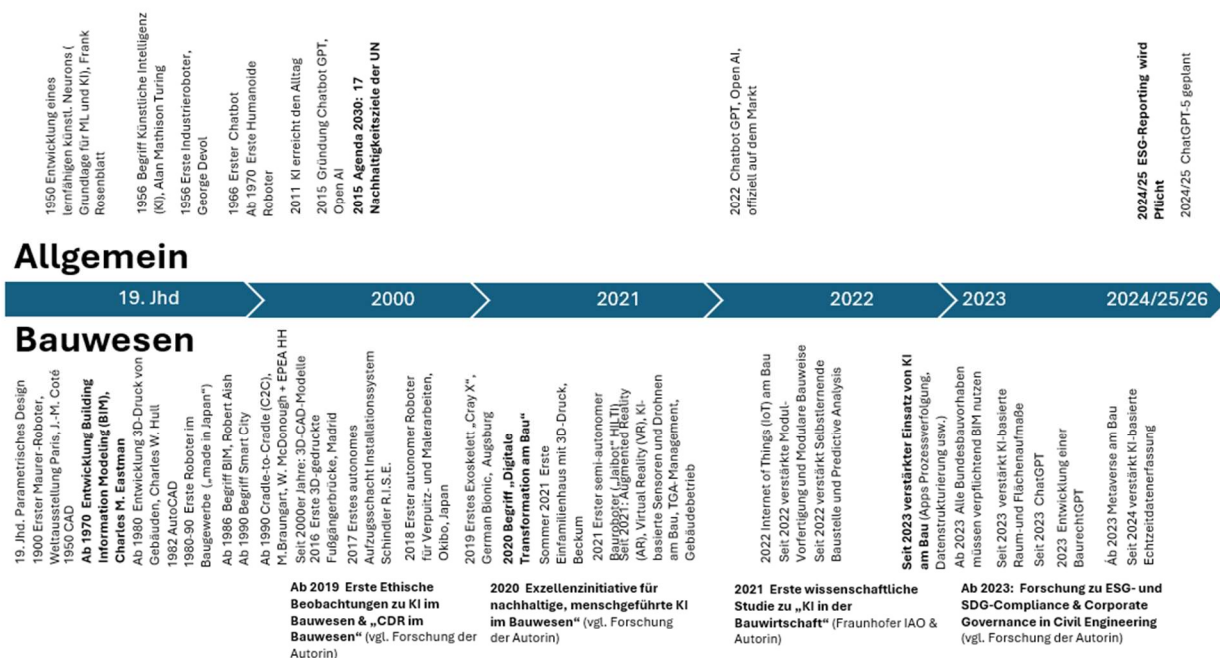 1950 Entwicklung eines
lernfähigen künstl. Neurons (
Grundlage für ML und KI), Frank
Rosenblatt
1956 Begriff Künstliche Intelligenz
(KI), Alan Mathison Turing
1956 Erste Industrieroboter,
George Devol
1966 Erster Chatbot
Ab 1970 Erste Humanoide
Roboter
2011 KI erreicht den Alltag
2015 Gründung Chatbot GPT,
Open AI
2015 Agenda 2030: 17
Nachhaltigkeitsziele der UN
2022 Chatbot GPT, Open AI,
offiziell auf dem Markt
2024/25 ESG-Reporting wird
Pflicht
2024/25 ChatGPT-5 geplant
Allgemein
19. Jhd
2000
2021
2022
2023
2024/25/26
Bauwesen
19. Jhd. Parametrisches Design
1900 Erster Maurer-Roboter,
Weltausstellung Paris, J.-M. Coté
1950 CAD
Ab 1970 Entwicklung Building
Information Modeling (BIM),
Charles M. Eastman
Ab 1980 Entwicklung 3D-Druck von
Gebäuden, Charles W. Hull
1982 AutoCAD
1980-90 Erste Roboter im
Baugewerbe („made in Japan“)
Ab 1986 Begriff BIM, Robert Aish
Ab 1990 Begriff Smart City
Ab 1990 Cradle-to-Cradle (C2C),
M.Braungart, W. McDonough + EPEA HH
Seit 2000er Jahre: 3D-CAD-Modelle
2016 Erste 3D-gedruckte
Fußgängerbrücke, Madrid
2017 Erstes autonomes
Aufzugsschacht Installationssystem
Schindler R.I.S.E.
2018 Erster autonomer Roboter
für Verpuitz- und Malerarbeiten,
Okibo, Japan
2019 Erstes Exoskelett „Cray X“,
German Bionic, Augsburg
2020 Begriff „Digitale
Transformation am Bau“
Sommer 2021 Erste
Einfamilienhaus mit 3D-Druck,
Beckum
2021 Erster semi-autonomer
Bauroboter („Jaibot“ HILTI)
Seit 2021: Augmented Reality
(AR), Virtual Reality (VR), KI-
basierte Sensoren und Drohnen
am Bau, TGA-Management,
Gebäudebetrieb
2022 Internet of Things (IoT) am Bau
Seit 2022 verstärkte Modul-
Vorfertigung und Modulare Bauweise
Seit 2022 verstärkt Selbstlernende
Baustelle und Predictive Analysis
Seit 2023 verstärkter Einsatz von KI
am Bau (Apps Prozessverfolgung,
Datenstrukturierung usw.)
Ab 2023 Alle Bundesbauvorhaben
müssen verpflichtend BIM nutzen
Seit 2023 verstärkt KI-basierte
Raum-und Flächenaufmaße
Seit 2023 ChatGPT
2023 Entwicklung einer
BaurechtGPT
Ab 2023 Metaverse am Bau
Seit 2024 verstärkt KI-basierte
Echtzeitdatenerfassung
Ab 2019 Erste Ethische
Beobachtungen zu KI im
Bauwesen & „CDR im
Bauwesen“ (vgl. Forschung der
Autorin)
2020 Exzellenzinitiative für
nachhaltige, menschgeführte KI
im Bauwesen“ (vgl. Forschung
der Autorin)
2021 Erste wissenschaftliche
Studie zu „KI in der
Bauwirtschaft“ (Fraunhofer IAO &
Autorin)
Ab 2023: Forschung zu ESG- und
SDG-Compliance & Corporate
Governance in Civil Engineering
(vgl. Forschung der Autorin)